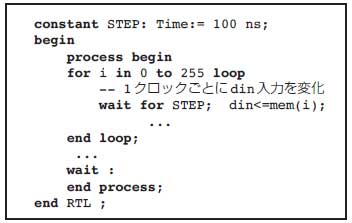 constant STEP: Time:= 100 ns;
begin
process begin
for i in 0 to 255 loop
-- 1クロックごとにdin入力を変化
wait for STEP; din<=mem(i);
...
end loop;
...
wait :
end process;
end RTL ;